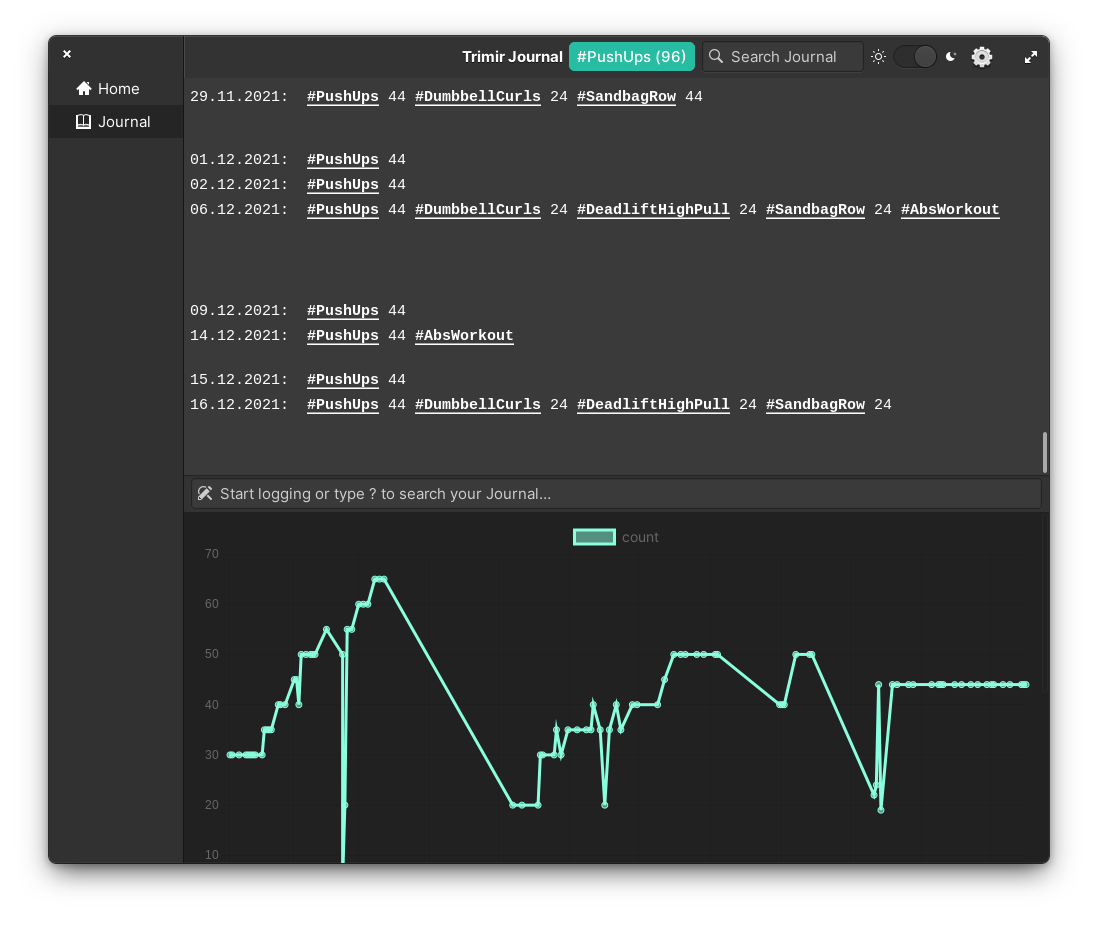 Trimir Journal #PushUps (96) Search Journal
Home
Journal
29.11.2021: #PushUps 44 #DumbbellCurls 24 #SandbagRow 44
01.12.2021: #PushUps 44
02.12.2021: #PushUps 44
06.12.2021: #PushUps 44 #DumbbellCurls 24 #DeadliftHighPull 24 #SandbagRow 24 #AbsWorkout
09.12.2021: #PushUps 44
14.12.2021: #PushUps 44 #AbsWorkout
15.12.2021: #PushUps 44
16.12.2021: #PushUps 44 #DumbbellCurls 24 #DeadliftHighPull 24 #SandbagRow 24
Start logging or type ? to search your Journal...
count
70
60
50
40
30
20
10